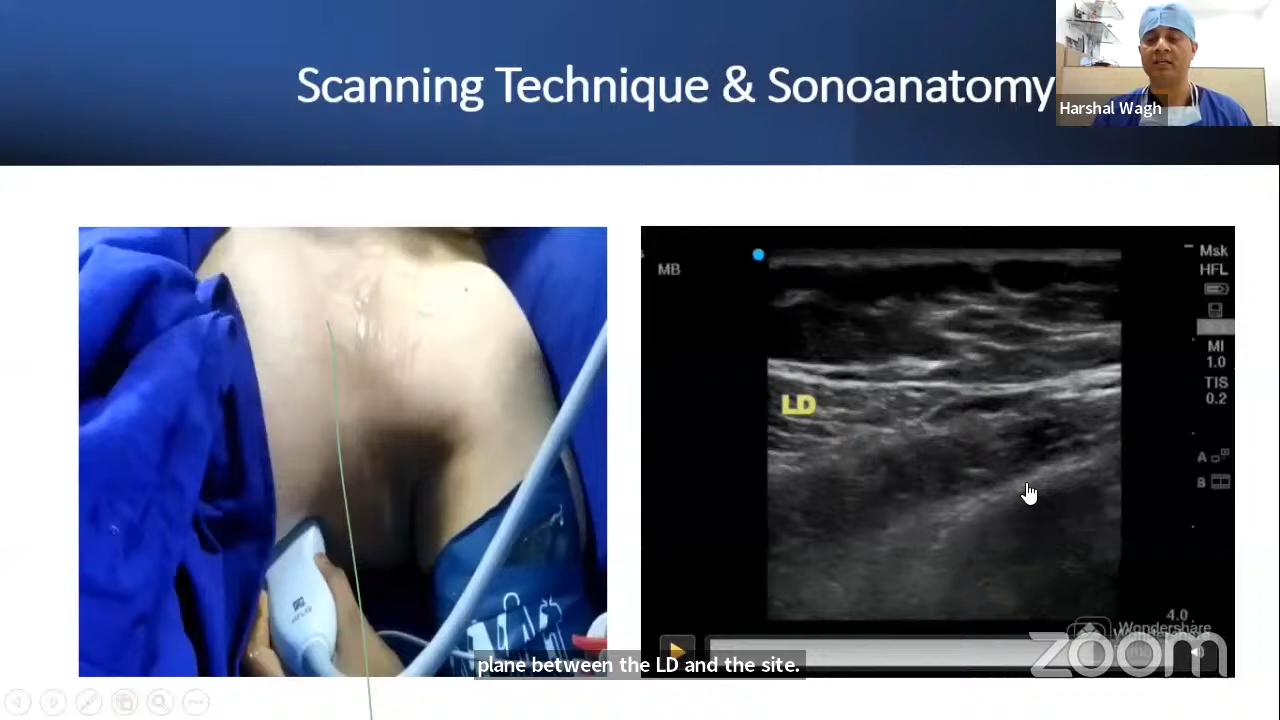 Scanning Technique & Sonoanatomy
Harshal Wagh
MB
Msk
HFL
MI
1.0
TIS
0.2
LD
A
B
4.0
Wondershare
zoom
plane between the LD and the site.